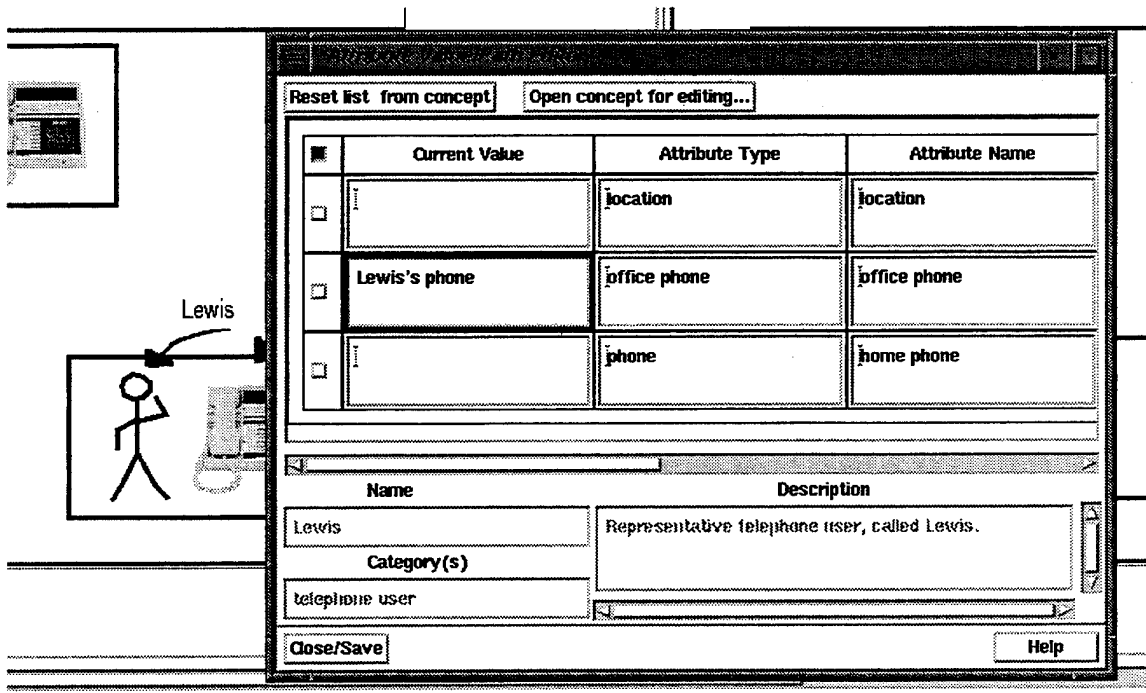 Reset list from concept
Open concept for editing...
Current Value
Attribute Type
Attribute Name
location
location
Lewis's phone
office phone
office phone
phone
home phone
Lewis
Name
Description
Lewis
Representative telephone user, called Lewis.
Category(s)
telephone user
Close/Save
Help